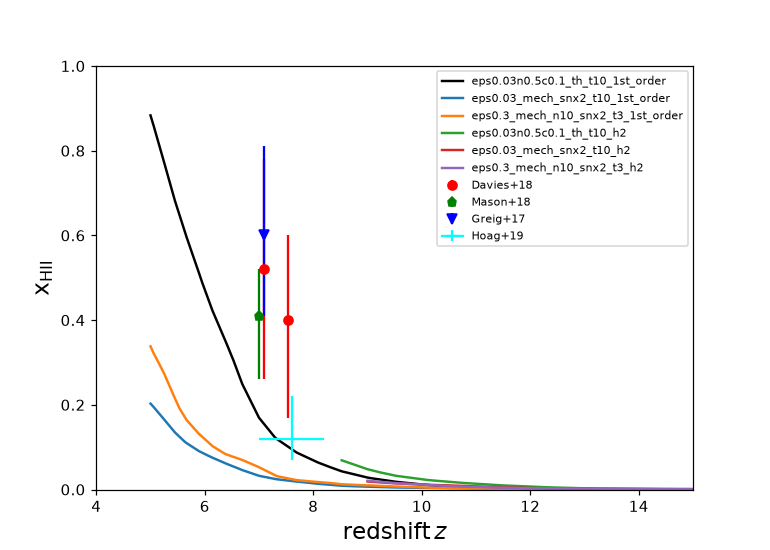 1.0
0.8
0.6
0.4
0.2
0.0
xHII
4 6 8 10 12 14
redshift z
eps0.03n0.5c0.1_th_t10_1st_order
eps0.03_mech_snx2_t10_1st_order
eps0.3_mech_n10_snx2_t3_1st_order
eps0.03n0.5c0.1_th_t10_h2
eps0.03_mech_snx2_t10_h2
eps0.3_mech_n10_snx2_t3_h2
Davies+18
Mason+18
Greig+17
Hoag+19